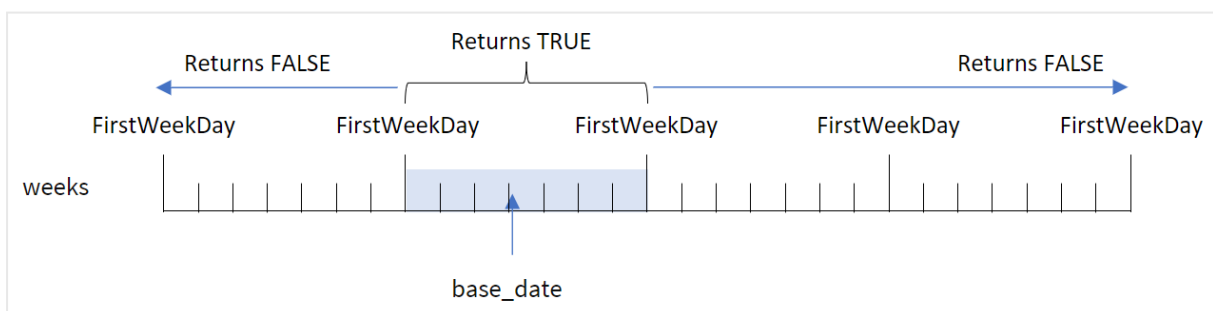 Returns TRUE
Returns FALSE
Returns FALSE
FirstWeekDay
FirstWeekDay
FirstWeekDay
FirstWeekDay
FirstWeekDay
weeks
base_date